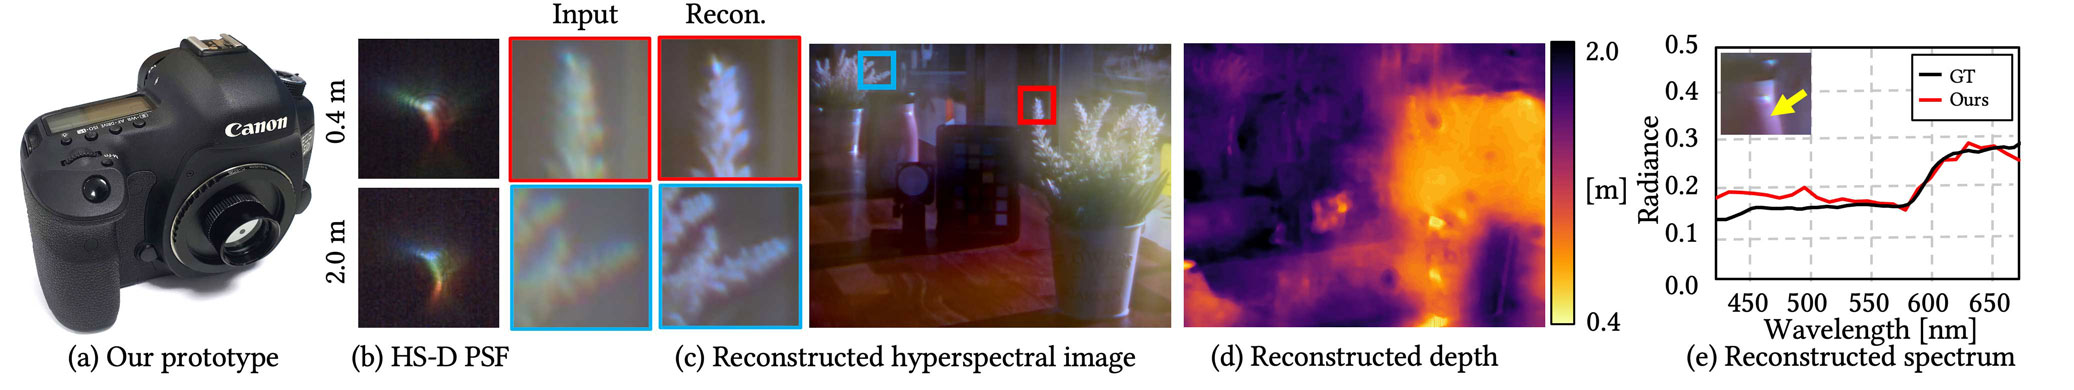 Input Recon.
Canon
0.4 m
2.0 m
2.0
[m]
0.4
0.5
0.4
0.3
0.2
0.1
0.0
Radiance
GT
Ours
450 500 550 600 650
Wavelength [nm]
(a) Our prototype
(b) HS-D PSF
(c) Reconstructed hyperspectral image
(d) Reconstructed depth
(e) Reconstructed spectrum